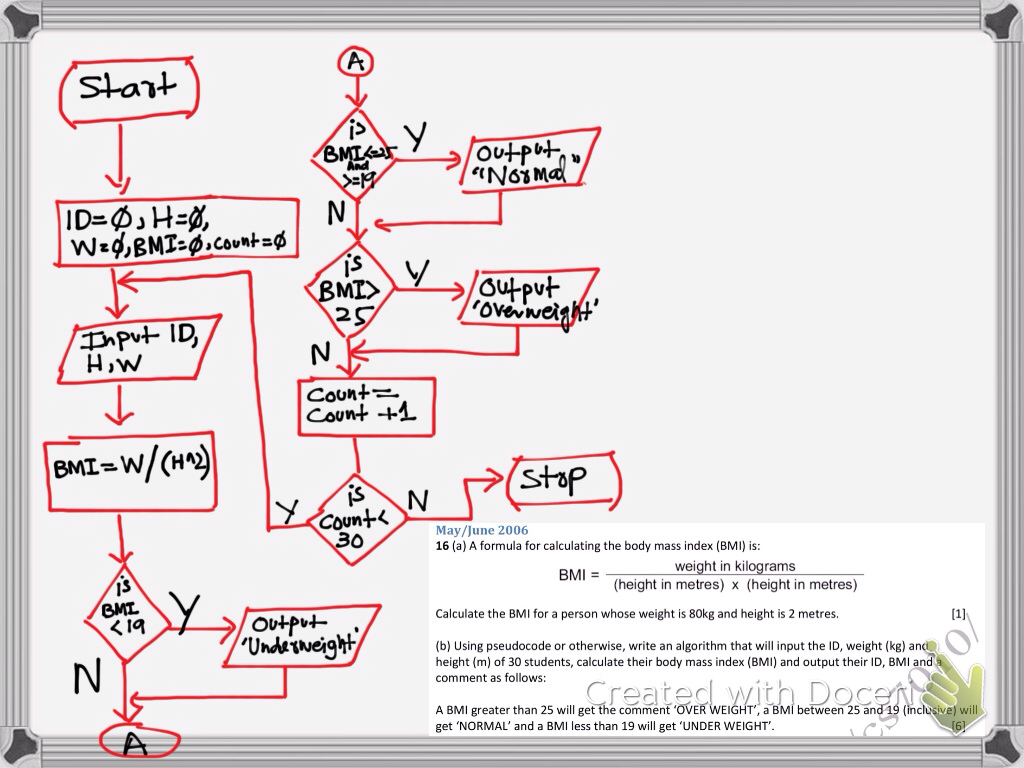 Start
ID=Ø, H=Ø,
W=Ø, BMI=Ø, count=Ø
Input ID,
H,W
BMI=W/(H^2)
is
BMI
<19
Y
Output
'Underweight'
N
A
A
is
BMI<=25
And
>=19
Y
Output
"Normal"
N
is
BMI>
25
Y
Output
'Overweight'
N
Count=
Count +1
is
Count<
30
Y
N
Stop
May/June 2006
16 (a) A formula for calculating the body mass index (BMI) is:
BMI = weight in kilograms
(height in metres) x (height in metres)
Calculate the BMI for a person whose weight is 80kg and height is 2 metres. [1]
(b) Using pseudocode or otherwise, write an algorithm that will input the ID, weight (kg) and
height (m) of 30 students, calculate their body mass index (BMI) and output their ID, BMI and a
comment as follows:
Created with
A BMI greater than 25 will get the comment 'OVER WEIGHT', a BMI between 25 and 19 (inclusive) will
get 'NORMAL' and a BMI less than 19 will get 'UNDER WEIGHT'. [6]